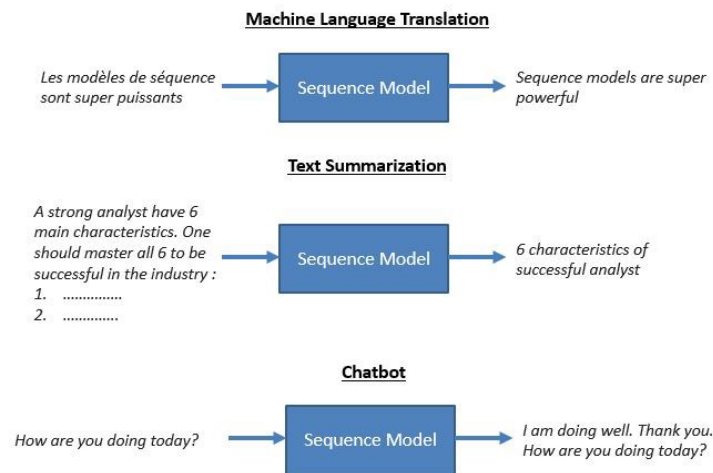 Machine Language Translation
Les modèles de séquence
sont super puissants
Sequence Model
Sequence models are super
powerful
Text Summarization
A strong analyst have 6
main characteristics. One
should master all 6 to be
successful in the industry :
1. ...............
2. ..............
Sequence Model
6 characteristics of
successful analyst
Chatbot
How are you doing today?
Sequence Model
I am doing well. Thank you.
How are you doing today?